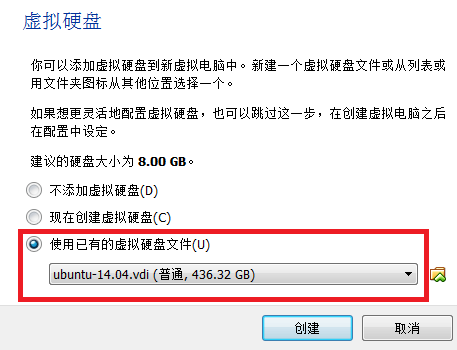 虚拟硬盘
你可以添加虚拟硬盘到新虚拟电脑中。新建一个虚拟硬盘文件或从列表或
用文件夹图标从其他位置选择一个。
如果想更灵活地配置虚拟硬盘，也可以跳过这一步，在创建虚拟电脑之后
在配置中设定。
建议的硬盘大小为 8.00 GB。
不添加虚拟硬盘(D)
现在创建虚拟硬盘(C)
使用已有的虚拟硬盘文件(U)
ubuntu-14.04.vdi (普通, 436.32 GB)
创建 取消